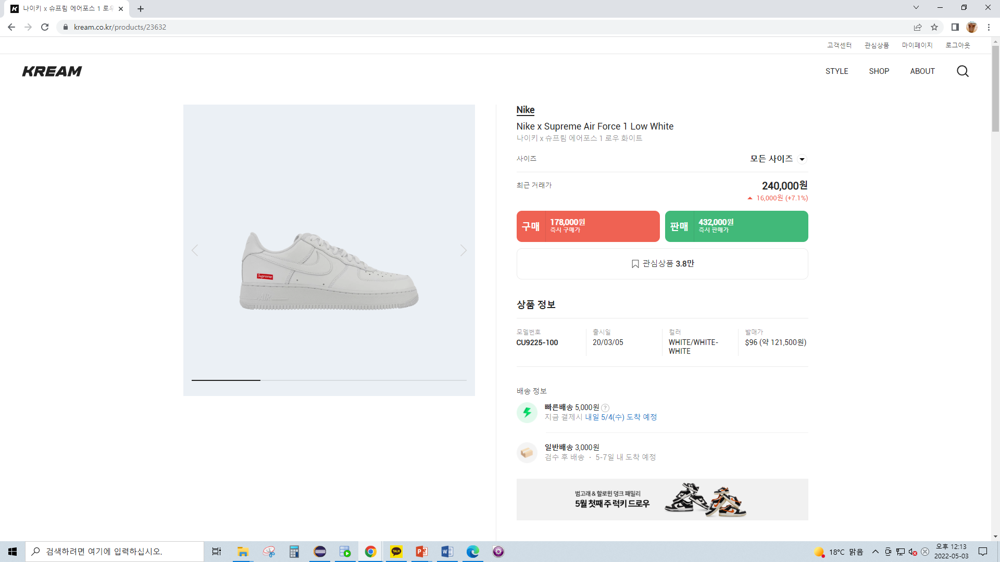 나이키 x 슈프림 에어포스 1 로우
kream.co.kr/products/23632
고객센터 관심상품 마이페이지 로그아웃
KREAM
STYLE SHOP ABOUT
Nike
Nike x Supreme Air Force 1 Low White
나이키 x 슈프림 에어포스 1 로우 화이트
사이즈 모든 사이즈
최근 거래가 240,000원
16,000원 (+7.1%)
구매 178,000원 즉시 구매가
판매 432,000원 즉시 판매가
관심상품 3.8만
Supreme
AIR
상품 정보
모델번호 출시일 컬러 발매가
CU9225-100 20/03/05 WHITE/WHITE-WHITE $96 (약 121,500원)
배송 정보
빠른배송 5,000원 ?
지금 결제시 내일 5/4(수) 도착 예정
일반배송 3,000원
검수 후 배송 ・ 5-7일 내 도착 예정
범고래 & 할로윈 덩크 패밀리
5월 첫째 주 럭키 드로우
검색하려면 여기에 입력하십시오.
TALK
18°C 맑음
오후 12:13
2022-05-03